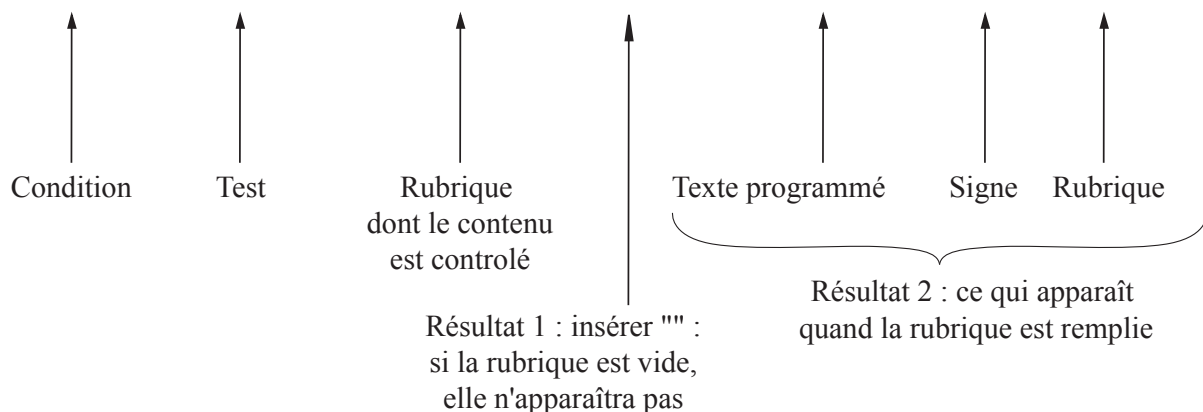 Condition
Test
Rubrique
dont le contenu
est controlé
Résultat 1 : insérer "" :
si la rubrique est vide,
elle n'apparaîtra pas
Texte programmé
Signe
Rubrique
Résultat 2 : ce qui apparaît
quand la rubrique est remplie